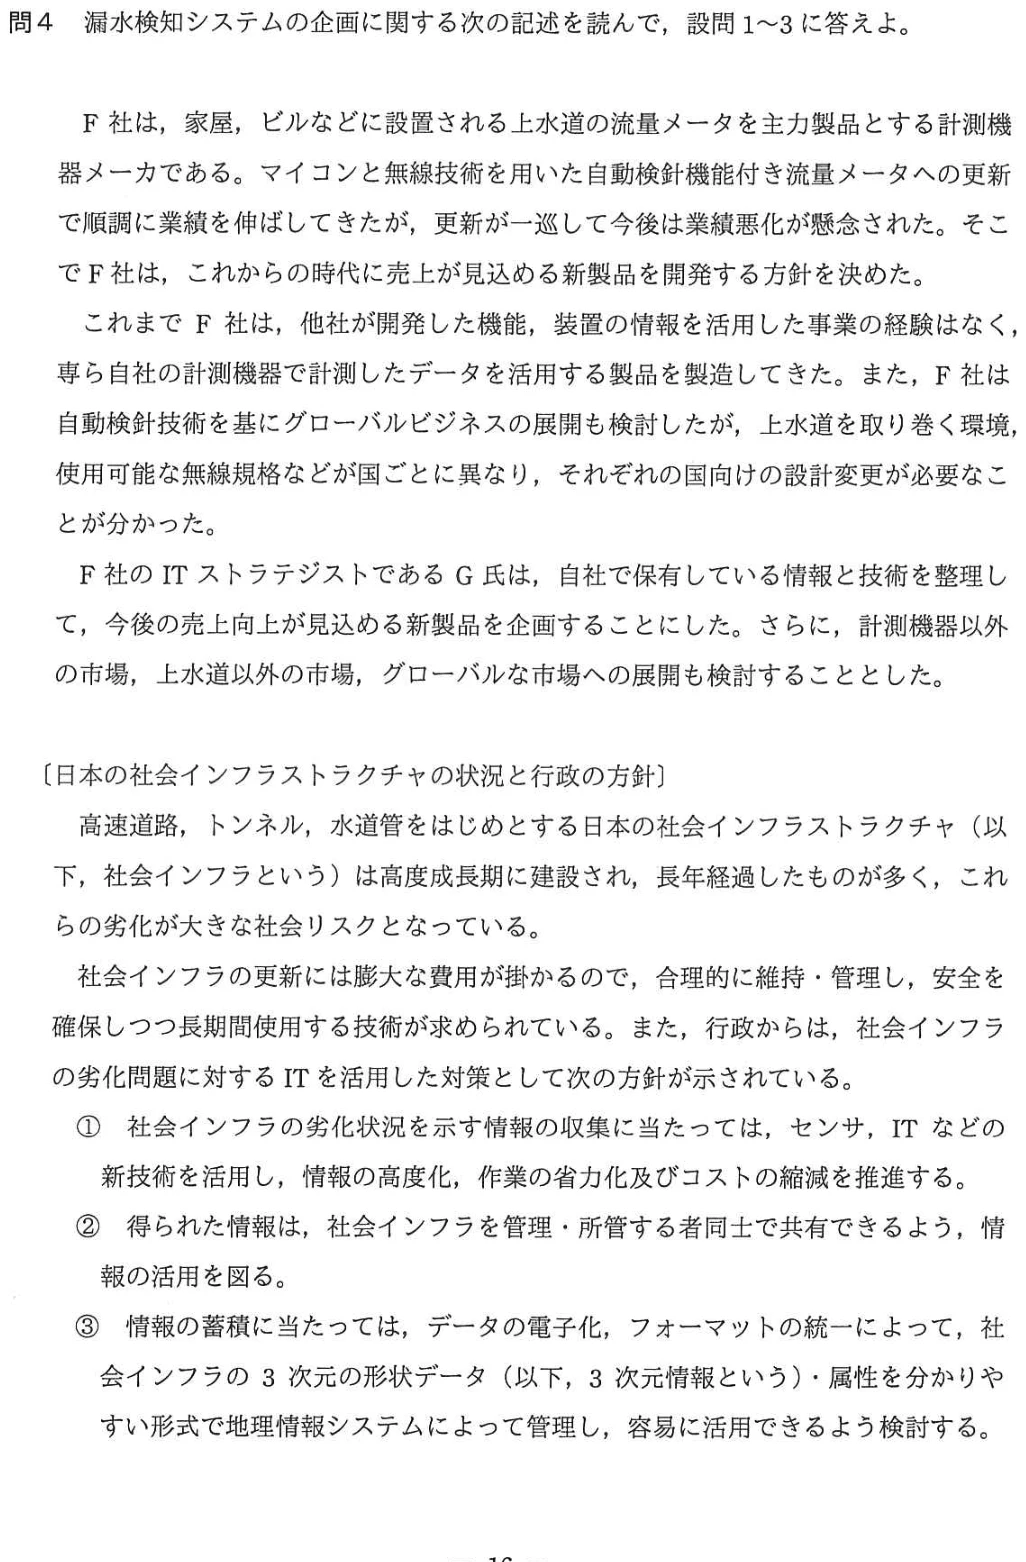 問4　漏水検知システムの企画に関する次の記述を読んで，設問1～3に答えよ。
F 社は，家屋，ビルなどに設置される上水道の流量メータを主力製品とする計測機
器メーカである。マイコンと無線技術を用いた自動検針機能付き流量メータへの更新
で順調に業績を伸ばしてきたが，更新が一巡して今後は業績悪化が懸念された。そこ
でF社は，これからの時代に売上が見込める新製品を開発する方針を決めた。
これまで F 社は，他社が開発した機能，装置の情報を活用した事業の経験はなく，
専ら自社の計測機器で計測したデータを活用する製品を製造してきた。また，F 社は
自動検針技術を基にグローバルビジネスの展開も検討したが，上水道を取り巻く環境，
使用可能な無線規格などが国ごとに異なり，それぞれの国向けの設計変更が必要なこ
とが分かった。
F 社の IT ストラテジストである G 氏は，自社で保有している情報と技術を整理し
て，今後の売上向上が見込める新製品を企画することにした。さらに，計測機器以外
の市場，上水道以外の市場，グローバルな市場への展開も検討することとした。
〔日本の社会インフラストラクチャの状況と行政の方針〕
高速道路，トンネル，水道管をはじめとする日本の社会インフラストラクチャ（以
下，社会インフラという）は高度成長期に建設され，長年経過したものが多く，これ
らの劣化が大きな社会リスクとなっている。
社会インフラの更新には膨大な費用が掛かるので，合理的に維持・管理し，安全を
確保しつつ長期間使用する技術が求められている。また，行政からは，社会インフラ
の劣化問題に対する IT を活用した対策として次の方針が示されている。
①　社会インフラの劣化状況を示す情報の収集に当たっては，センサ，IT などの
新技術を活用し，情報の高度化，作業の省力化及びコストの縮減を推進する。
②　得られた情報は，社会インフラを管理・所管する者同士で共有できるよう，情
報の活用を図る。
③　情報の蓄積に当たっては，データの電子化，フォーマットの統一によって，社
会インフラの 3 次元の形状データ（以下，3 次元情報という）・属性を分かりや
すい形式で地理情報システムによって管理し，容易に活用できるよう検討する。